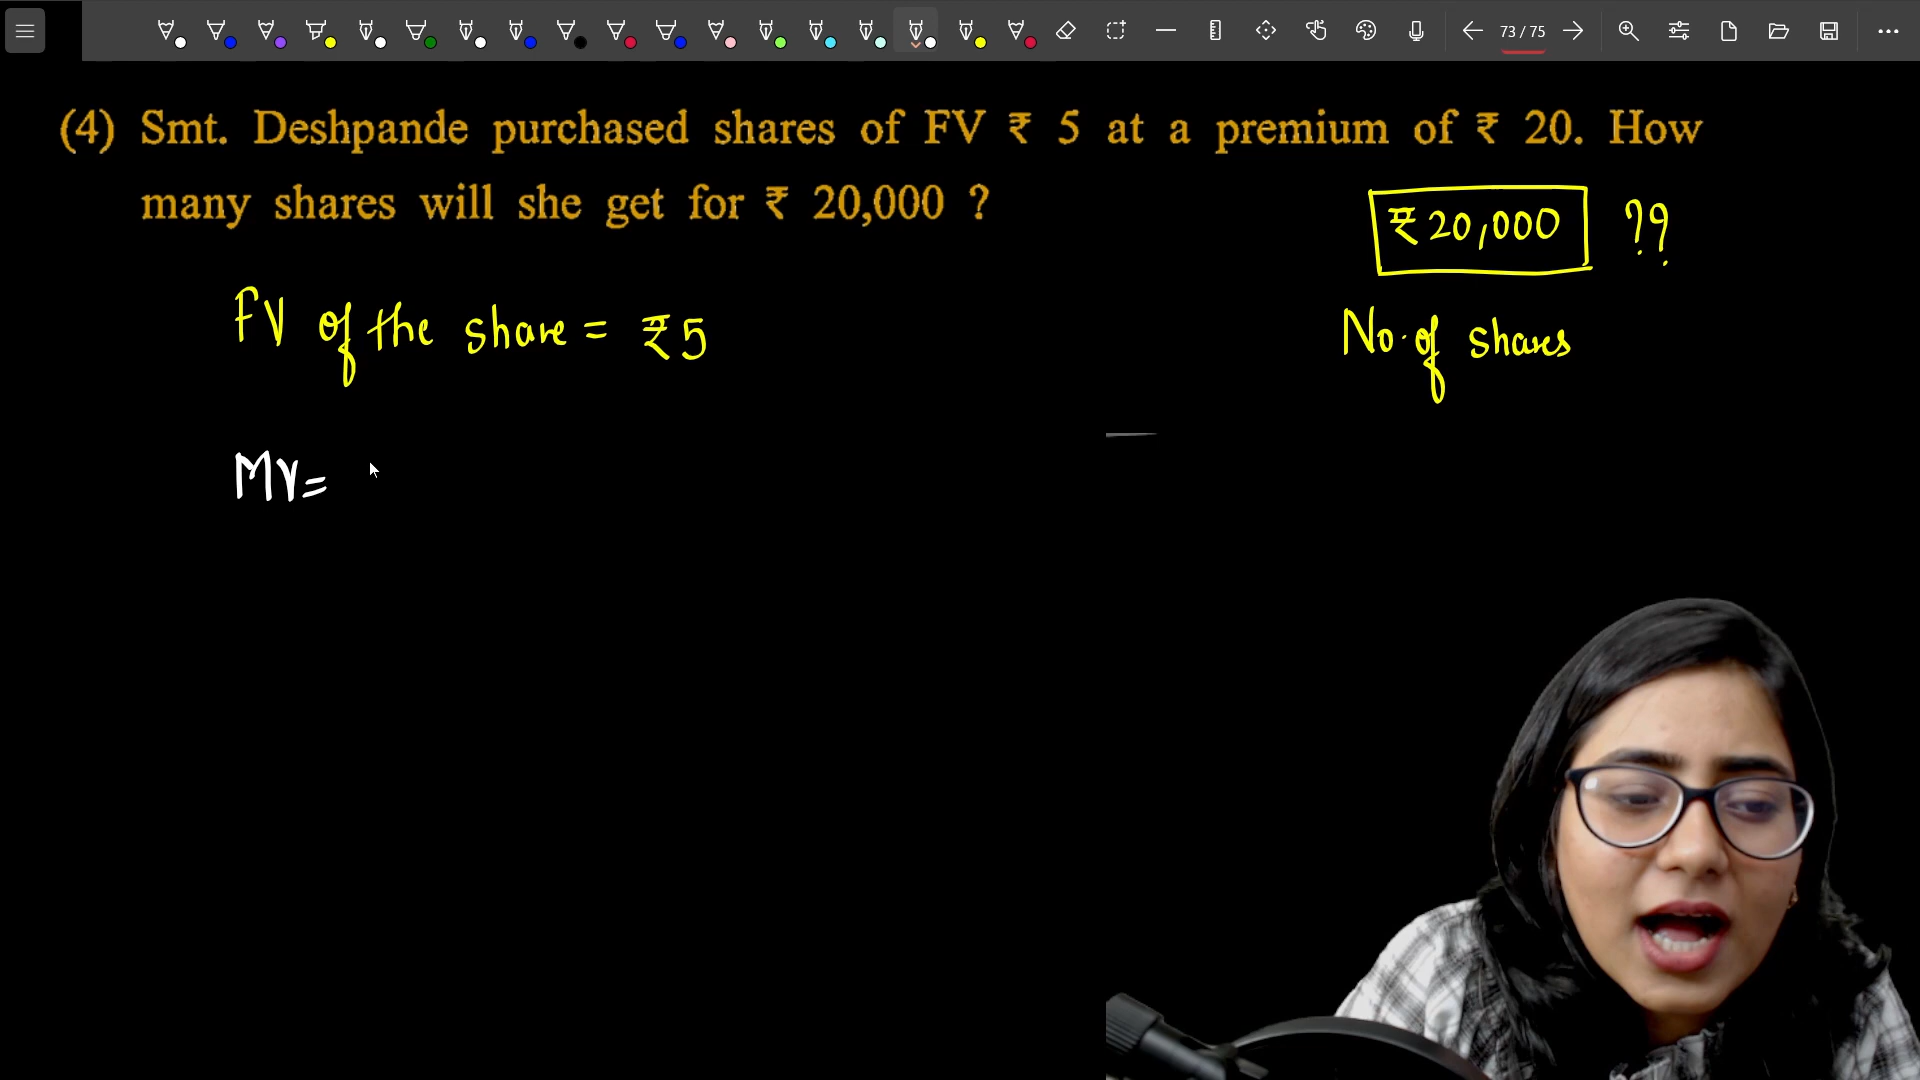 73 / 75
(4) Smt. Deshpande purchased shares of FV ₹ 5 at a premium of ₹ 20. How
many shares will she get for ₹ 20,000 ?
₹ 20,000 ??
FV of the share = ₹5
No. of shares
MV=